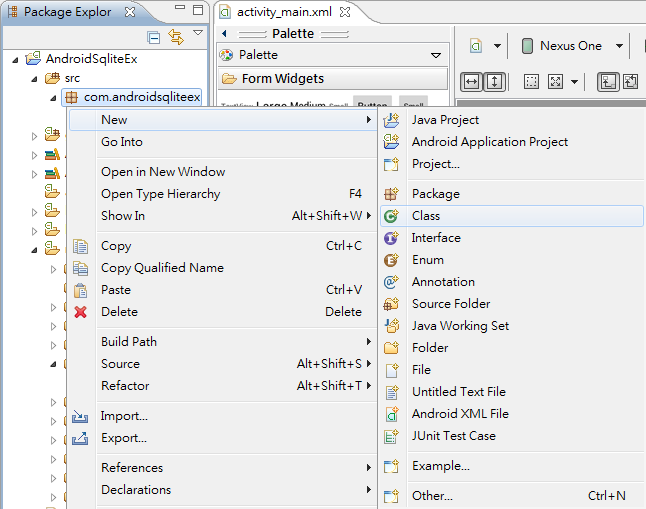 Package Explor
activity_main.xml
Palette
AndroidSqliteEx
src
com.androidsqliteex
Palette
Form Widgets
TextView Large Medium Small Button Small
Nexus One
New
Go Into
Open in New Window
Open Type Hierarchy F4
Show In Alt+Shift+W
Copy Ctrl+C
Copy Qualified Name
Paste Ctrl+V
Delete Delete
Build Path
Source Alt+Shift+S
Refactor Alt+Shift+T
Import...
Export...
References
Declarations
Java Project
Android Application Project
Project...
Package
Class
Interface
Enum
Annotation
Source Folder
Java Working Set
Folder
File
Untitled Text File
Android XML File
JUnit Test Case
Example...
Other... Ctrl+N